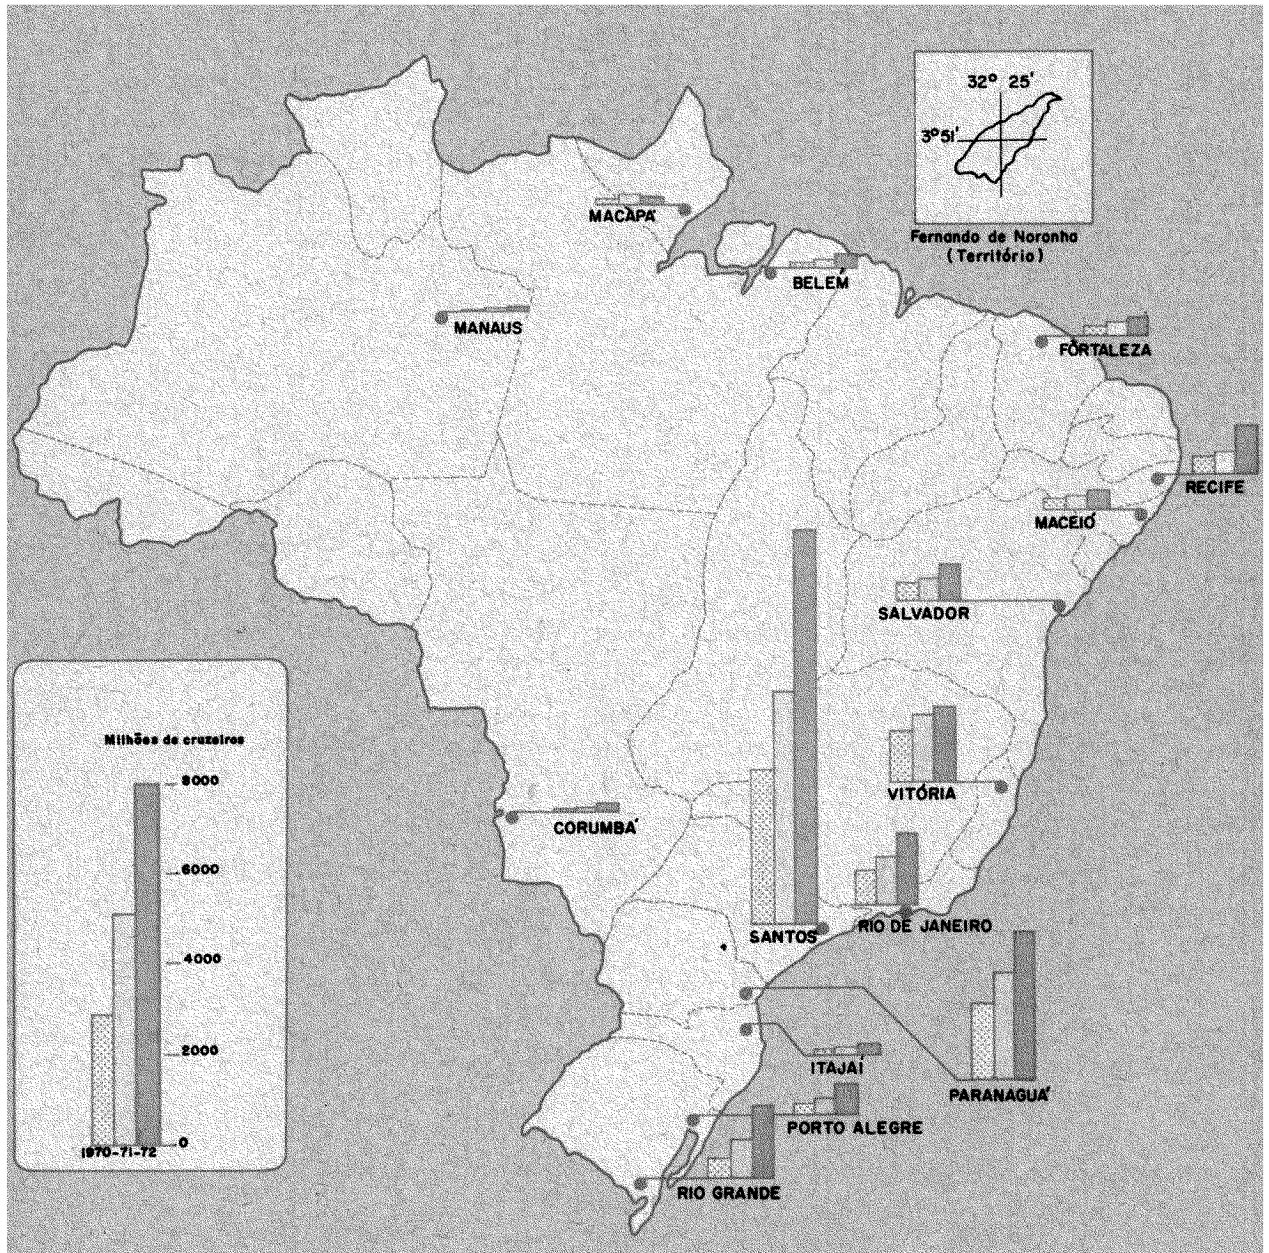 32° 25'
3°51'
Fernando de Noronha
(Território)
MACAPÁ
BELÉM
MANAUS
FORTALEZA
RECIFE
MACEIÓ
SALVADOR
Milhões de cruzeiros
8000
6000
4000
2000
0
1970-71-72
VITÓRIA
CORUMBÁ
SANTOS
RIO DE JANEIRO
ITAJAÍ
PARANAGUÁ
PORTO ALEGRE
RIO GRANDE